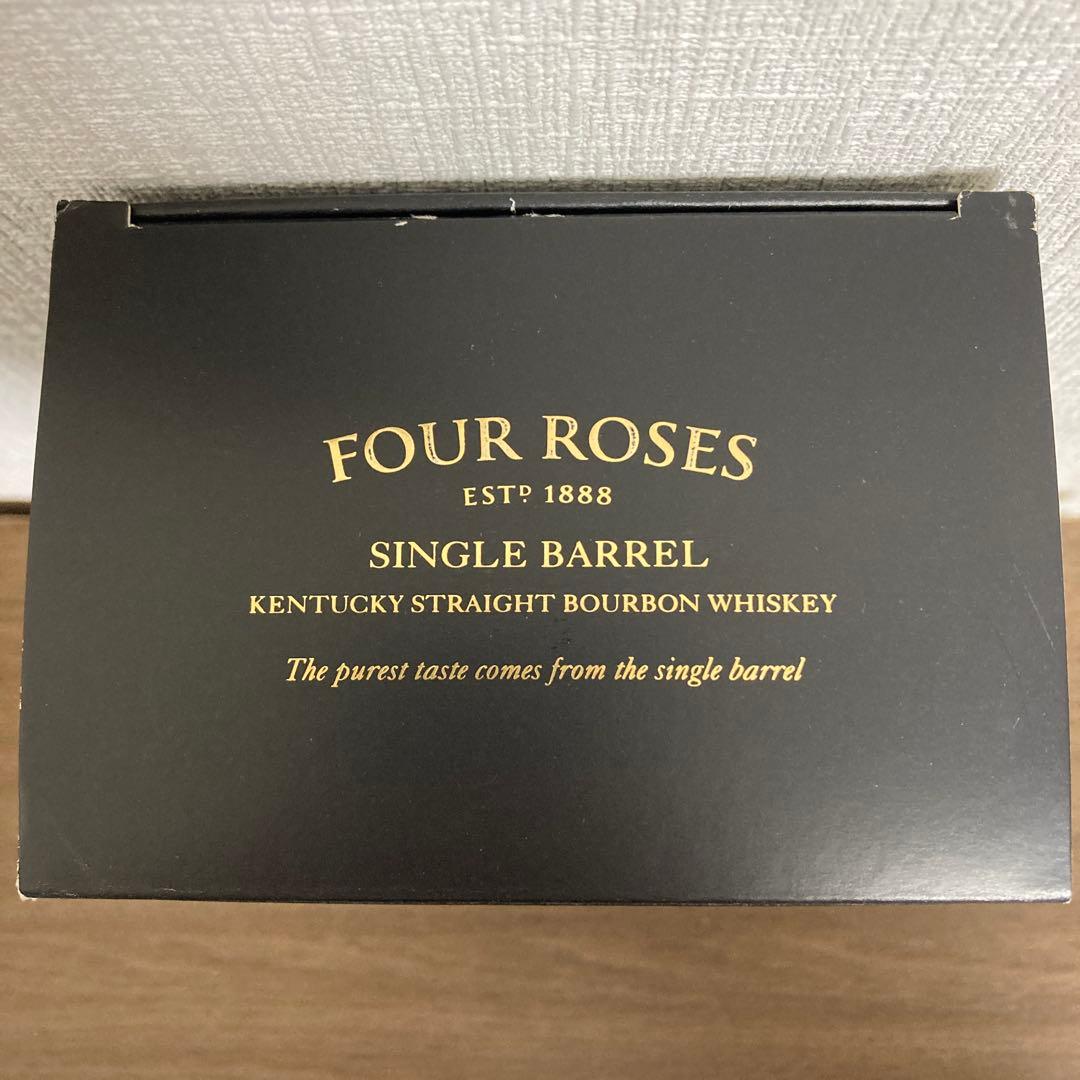 FOUR ROSES
ESTD 1888
SINGLE BARREL
KENTUCKY STRAIGHT BOURBON WHISKEY
The purest taste comes from the single barrel